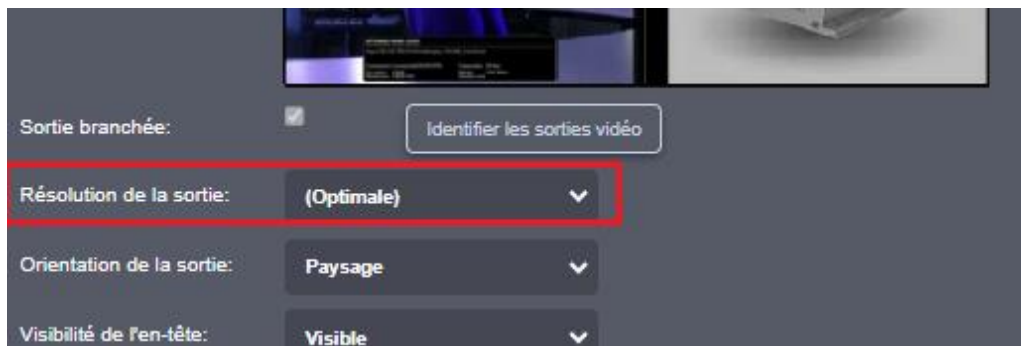 Sortie branchée:
Identifier les sorties vidéo
Résolution de la sortie:
(Optimale)
Orientation de la sortie:
Paysage
Visibilité de l'en-tête:
Visible